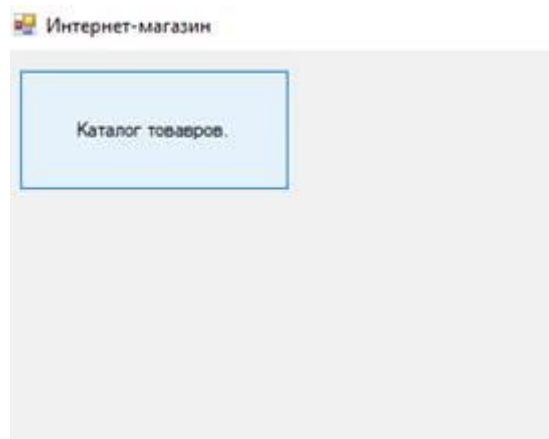 Интернет-магазин
Каталог товавров.